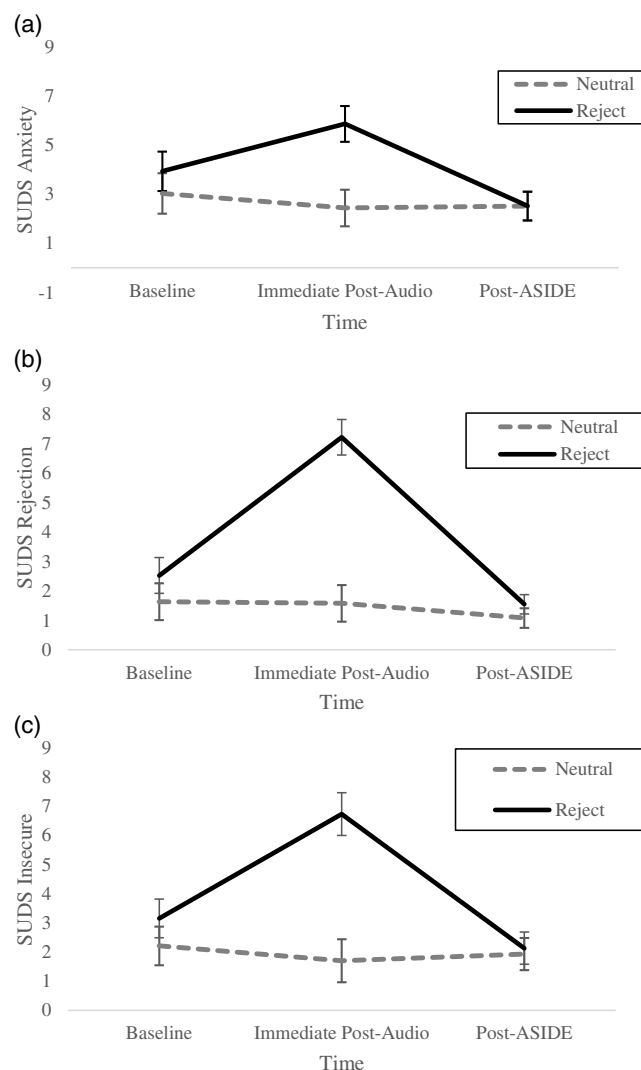 (a)
9
7
5
3
1
-1
SUDS Anxiety
Neutral
Reject
Baseline
Immediate Post-Audio
Post-ASIDE
Time
(b)
9
8
7
6
5
4
3
2
1
0
SUDS Rejection
Neutral
Reject
Baseline
Immediate Post-Audio
Post-ASIDE
Time
(c)
9
8
7
6
5
4
3
2
1
0
SUDS Insecure
Neutral
Reject
Baseline
Immediate Post-Audio
Post-ASIDE
Time